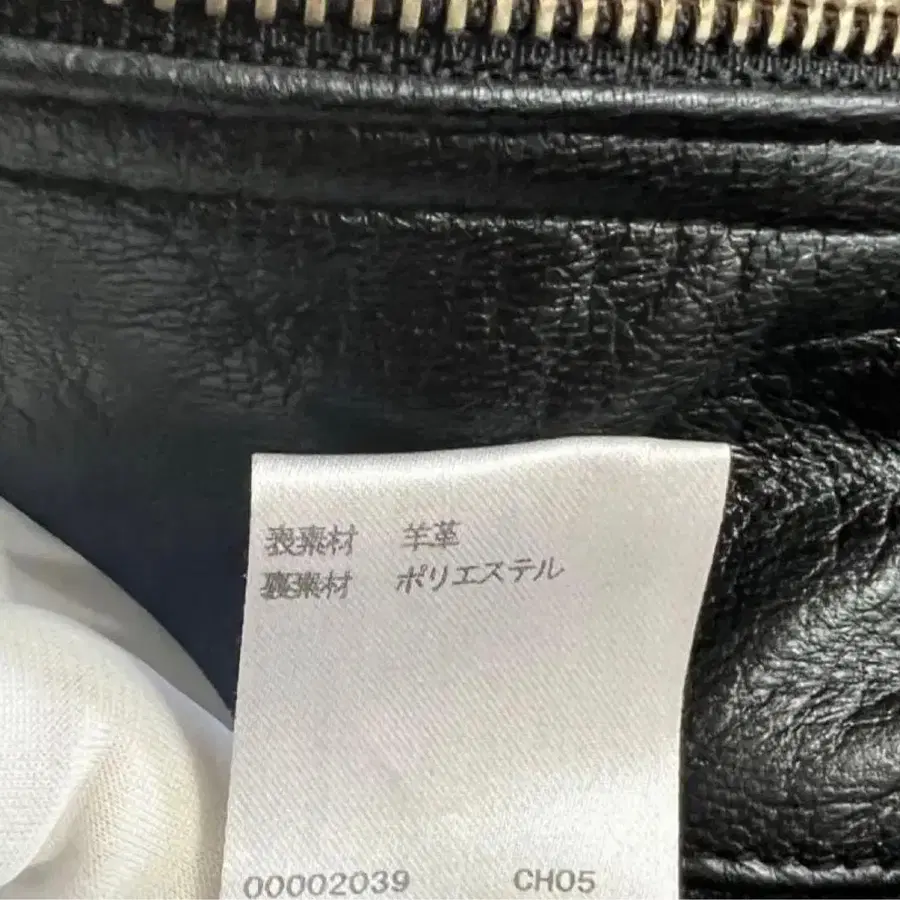 表素材 羊革
裏素材 ポリエステル
00002039 CH05